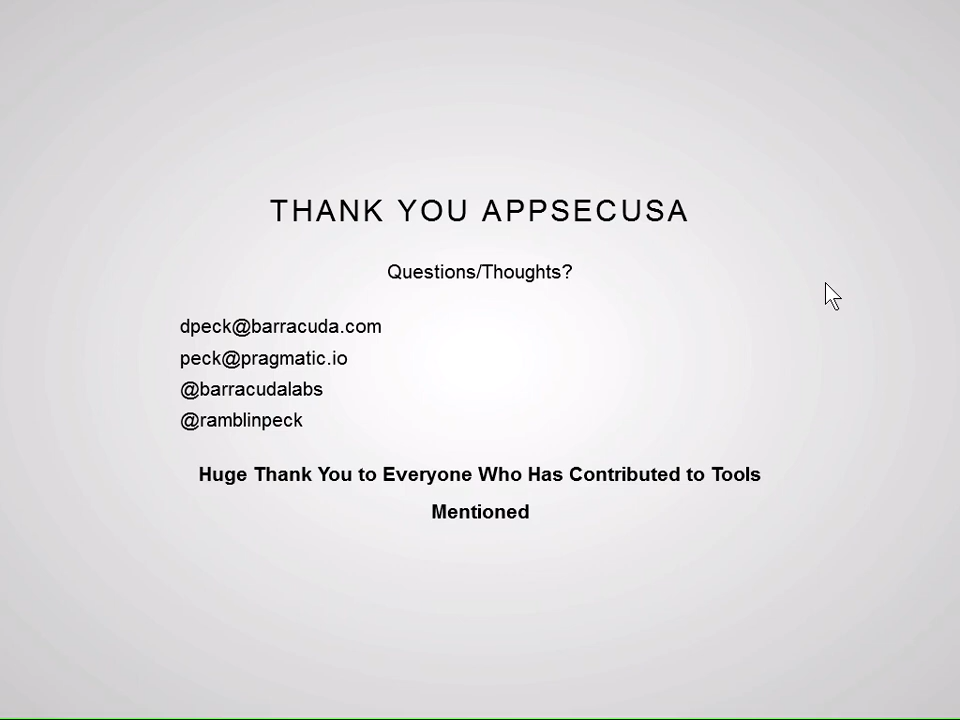 THANK YOU APPSECUSA
Questions/Thoughts?
dpeck@barracuda.com
peck@pragmatic.io
@barracudalabs
@ramblinpeck
Huge Thank You to Everyone Who Has Contributed to Tools
Mentioned